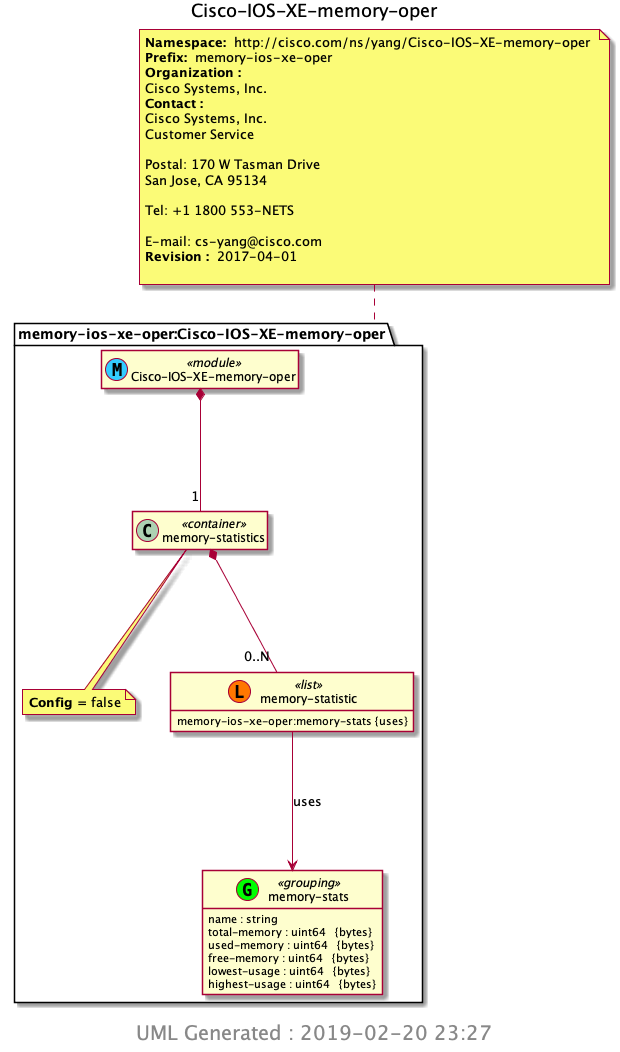 Cisco-IOS-XE-memory-oper
Namespace: http://cisco.com/ns/yang/Cisco-IOS-XE-memory-oper
Prefix: memory-ios-xe-oper
Organization :
Cisco Systems, Inc.
Contact :
Cisco Systems, Inc.
Customer Service
Postal: 170 W Tasman Drive
San Jose, CA 95134
Tel: +1 1800 553-NETS
E-mail: cs-yang@cisco.com
Revision : 2017-04-01
memory-ios-xe-oper:Cisco-IOS-XE-memory-oper
M
«module»
Cisco-IOS-XE-memory-oper
1
C
«container»
memory-statistics
0..N
Config = false
L
«list»
memory-statistic
memory-ios-xe-oper:memory-stats {uses}
uses
G
«grouping»
memory-stats
name : string
total-memory : uint64 {bytes}
used-memory : uint64 {bytes}
free-memory : uint64 {bytes}
lowest-usage : uint64 {bytes}
highest-usage : uint64 {bytes}
UML Generated : 2019-02-20 23:27